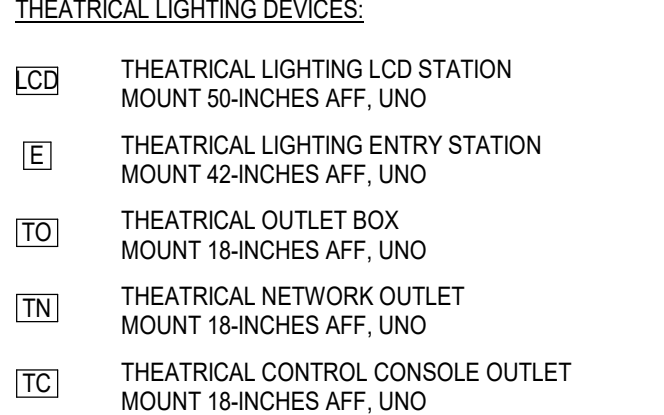 THEATRICAL LIGHTING DEVICES:
LCD THEATRICAL LIGHTING LCD STATION
MOUNT 50-INCHES AFF, UNO
E THEATRICAL LIGHTING ENTRY STATION
MOUNT 42-INCHES AFF, UNO
TO THEATRICAL OUTLET BOX
MOUNT 18-INCHES AFF, UNO
TN THEATRICAL NETWORK OUTLET
MOUNT 18-INCHES AFF, UNO
TC THEATRICAL CONTROL CONSOLE OUTLET
MOUNT 18-INCHES AFF, UNO